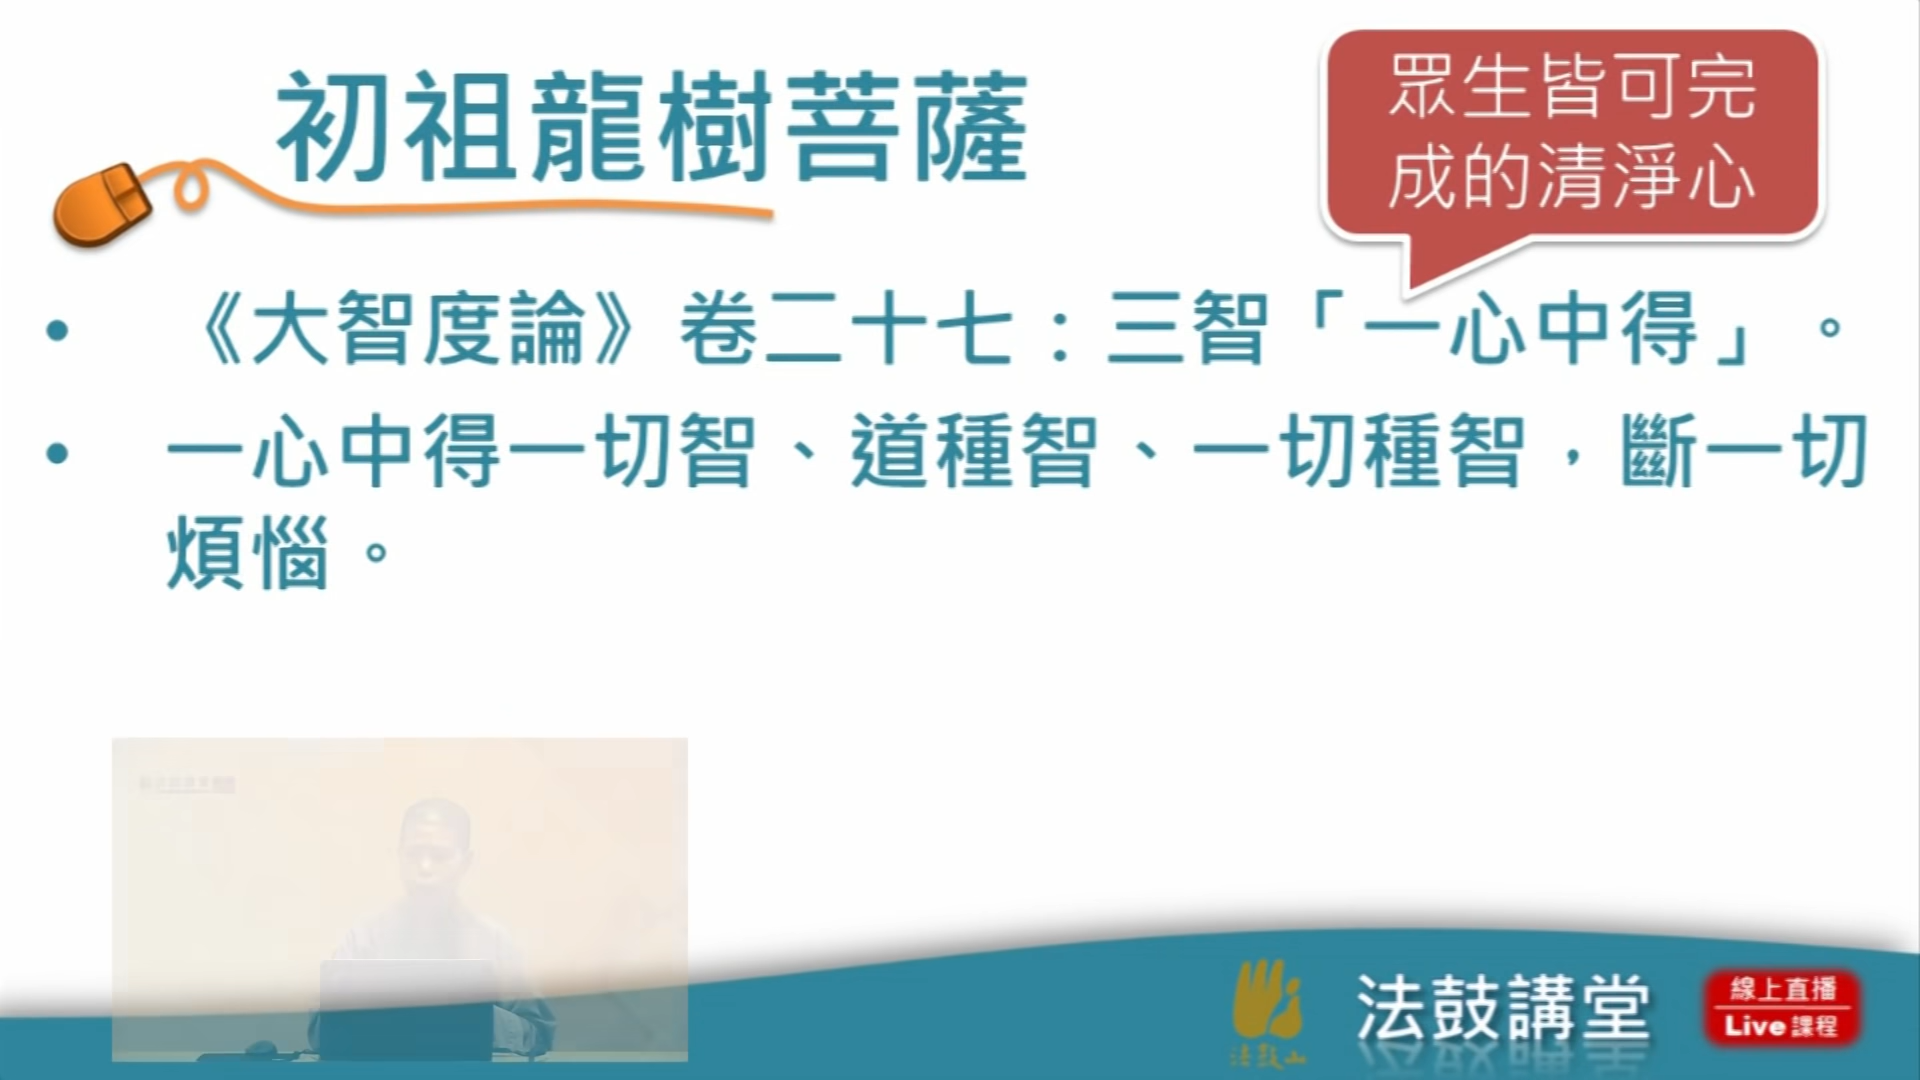 初祖龍樹菩薩
眾生皆可完
成的清淨心
• 《大智度論》卷二十七：三智「一心中得」。
• 一心中得一切智、道種智、一切種智，斷一切
煩惱。
法鼓山
法鼓講堂
線上直播
Live 課程